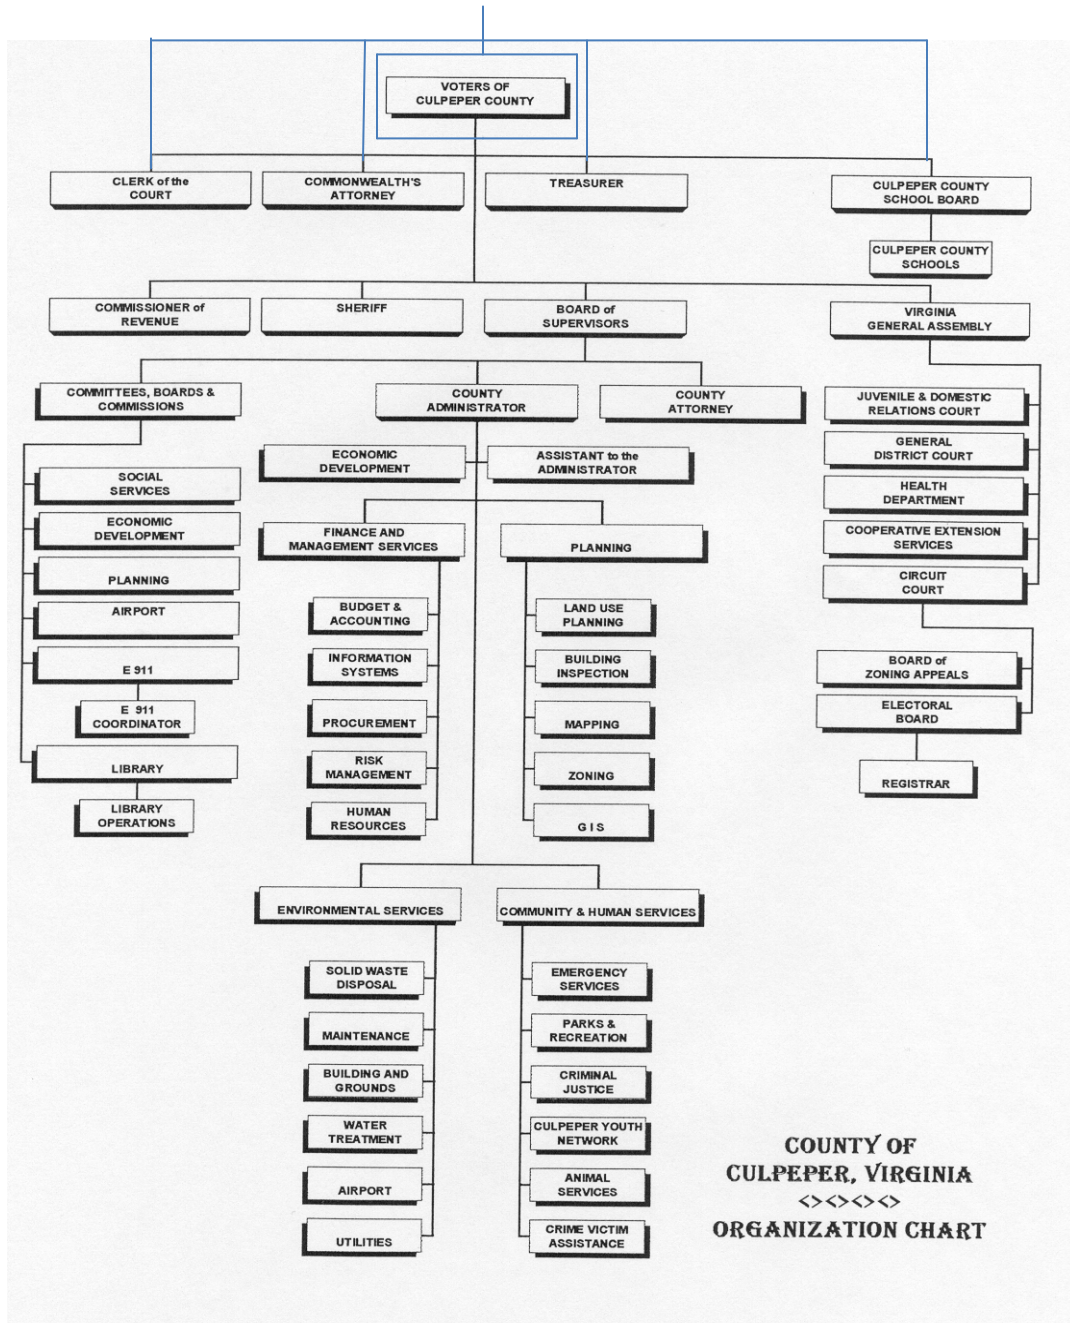 VOTERS OF
CULPEPER COUNTY
CLERK of the
COURT
COMMONWEALTH'S
ATTORNEY
TREASURER
CULPEPER COUNTY
SCHOOL BOARD
CULPEPER COUNTY
SCHOOLS
COMMISSIONER of
REVENUE
SHERIFF
BOARD of
SUPERVISORS
VIRGINIA
GENERAL ASSEMBLY
COMMITTEES, BOARDS &
COMMISSIONS
COUNTY
ADMINISTRATOR
COUNTY
ATTORNEY
SOCIAL
SERVICES
ECONOMIC
DEVELOPMENT
PLANNING
AIRPORT
E 911
E 911
COORDINATOR
LIBRARY
LIBRARY
OPERATIONS
ECONOMIC
DEVELOPMENT
ASSISTANT to the
ADMINISTRATOR
FINANCE AND
MANAGEMENT SERVICES
BUDGET &
ACCOUNTING
INFORMATION
SYSTEMS
PROCUREMENT
RISK
MANAGEMENT
HUMAN
RESOURCES
PLANNING
LAND USE
PLANNING
BUILDING
INSPECTION
MAPPING
ZONING
G I S
JUVENILE & DOMESTIC
RELATIONS COURT
GENERAL
DISTRICT COURT
HEALTH
DEPARTMENT
COOPERATIVE EXTENSION
SERVICES
CIRCUIT
COURT
BOARD of
ZONING APPEALS
ELECTORAL
BOARD
REGISTRAR
ENVIRONMENTAL SERVICES
SOLID WASTE
DISPOSAL
MAINTENANCE
BUILDING AND
GROUNDS
WATER
TREATMENT
AIRPORT
UTILITIES
COMMUNITY & HUMAN SERVICES
EMERGENCY
SERVICES
PARKS &
RECREATION
CRIMINAL
JUSTICE
CULPEPER YOUTH
NETWORK
ANIMAL
SERVICES
CRIME VICTIM
ASSISTANCE
COUNTY OF
CULPEPER, VIRGINIA
<><><><>
ORGANIZATION CHART